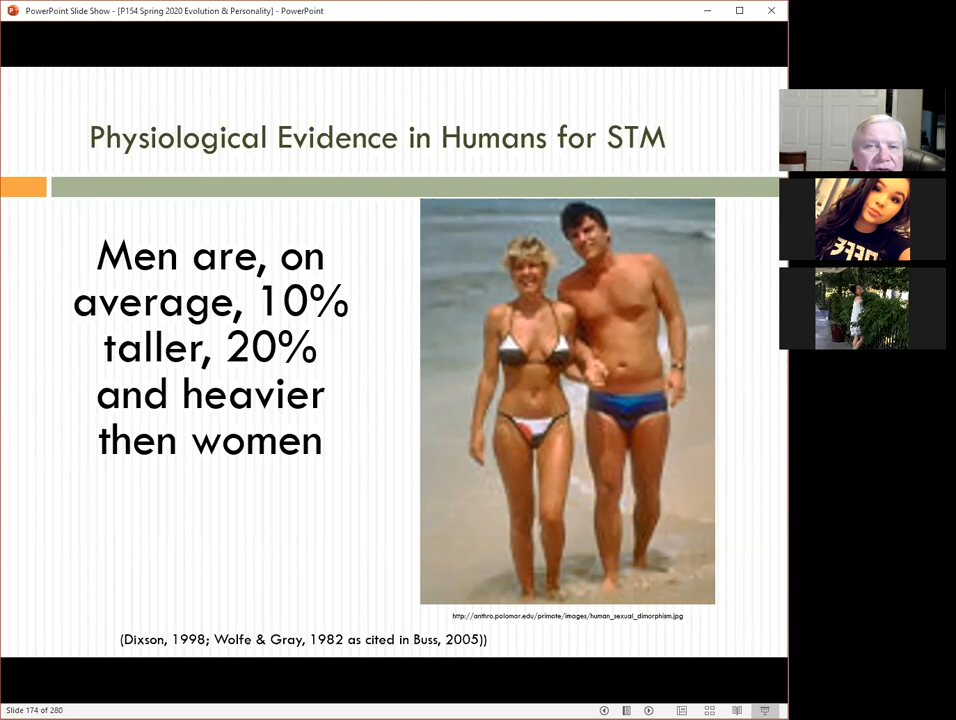 PowerPoint Slide Show - [P154 Spring 2020 Evolution & Personality] - PowerPoint
Physiological Evidence in Humans for STM
Men are, on
average, 10%
taller, 20%
and heavier
then women
http://anthro.palomar.edu/primate/images/human_sexual_dimorphism.jpg
(Dixson, 1998; Wolfe & Gray, 1982 as cited in Buss, 2005))
Slide 174 of 280